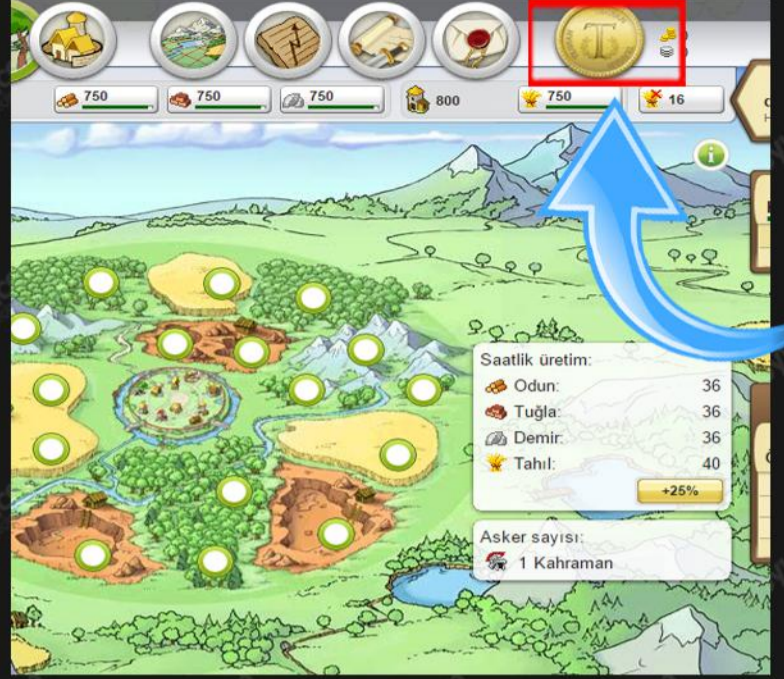 T
750
750
750
800
750
16
Saatlik üretim:
Odun: 36
Tuğla: 36
Demir: 36
Tahıl: 40
+25%
Asker sayısı:
1 Kahraman